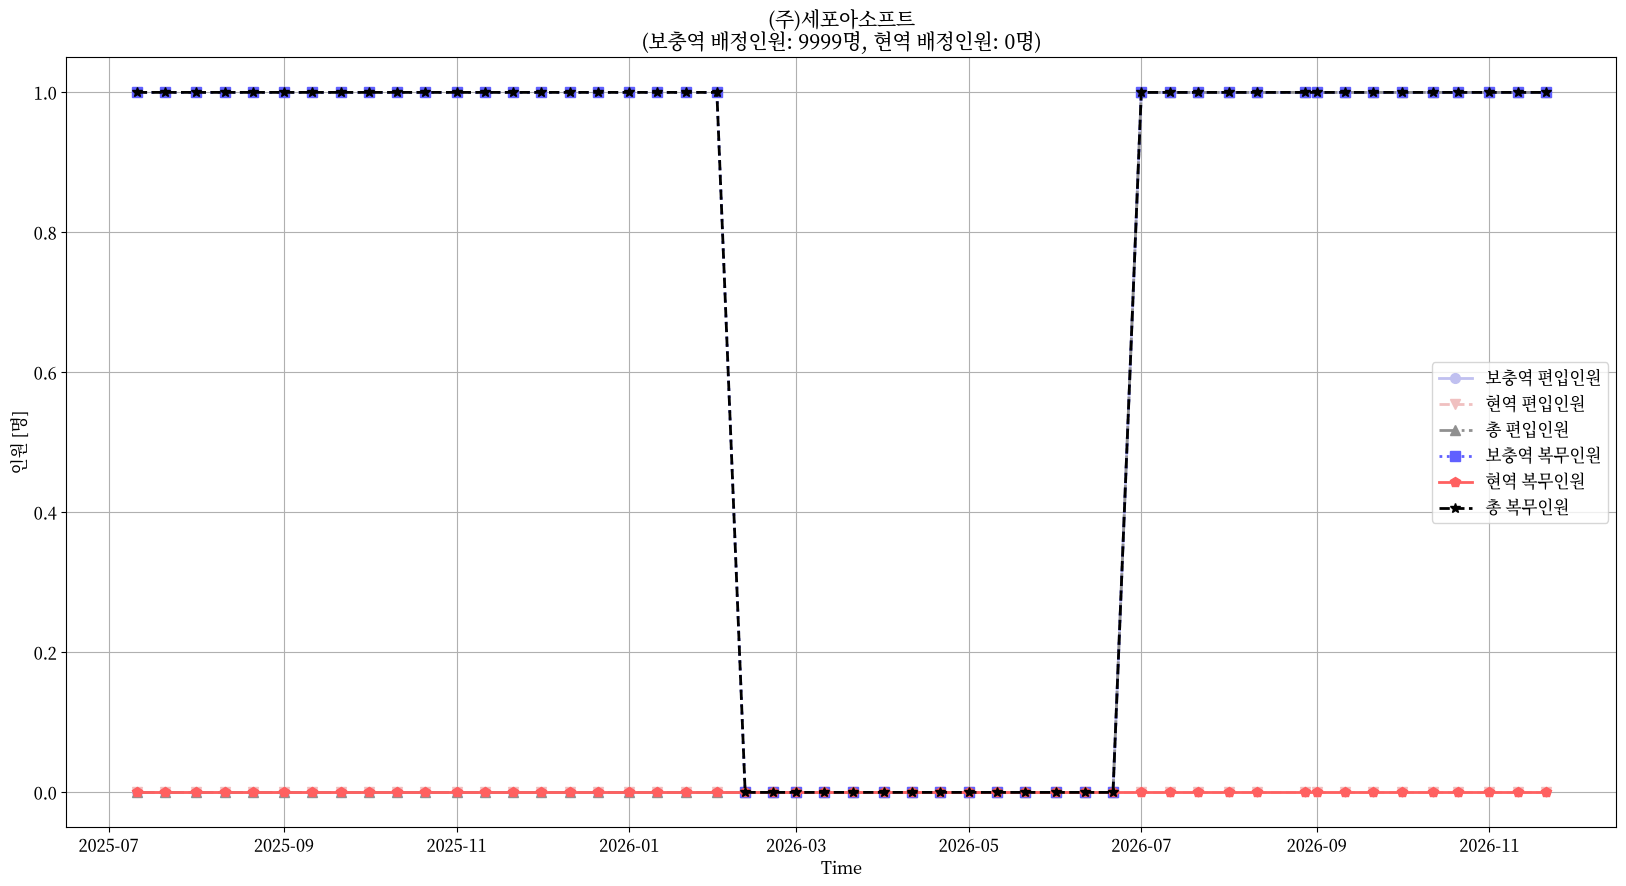 (주)세포아소프트
(보충역 배정인원: 9999명, 현역 배정인원: 0명)
인원 [명]
1.0
0.8
0.6
0.4
0.2
0.0
보충역 편입인원
현역 편입인원
총 편입인원
보충역 복무인원
현역 복무인원
총 복무인원
2025-07
2025-09
2025-11
2026-01
2026-03
2026-05
2026-07
2026-09
2026-11
Time